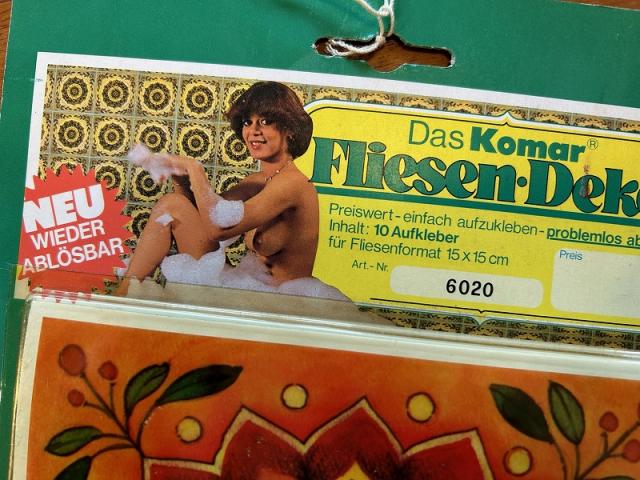 Das Komar®
Fliesen·Dek
NEU
WIEDER
ABLÖSBAR
Preiswert - einfach aufzukleben - problemlos ab
Inhalt: 10 Aufkleber
für Fliesenformat 15 x 15 cm
Art.- Nr.
6020
Preis